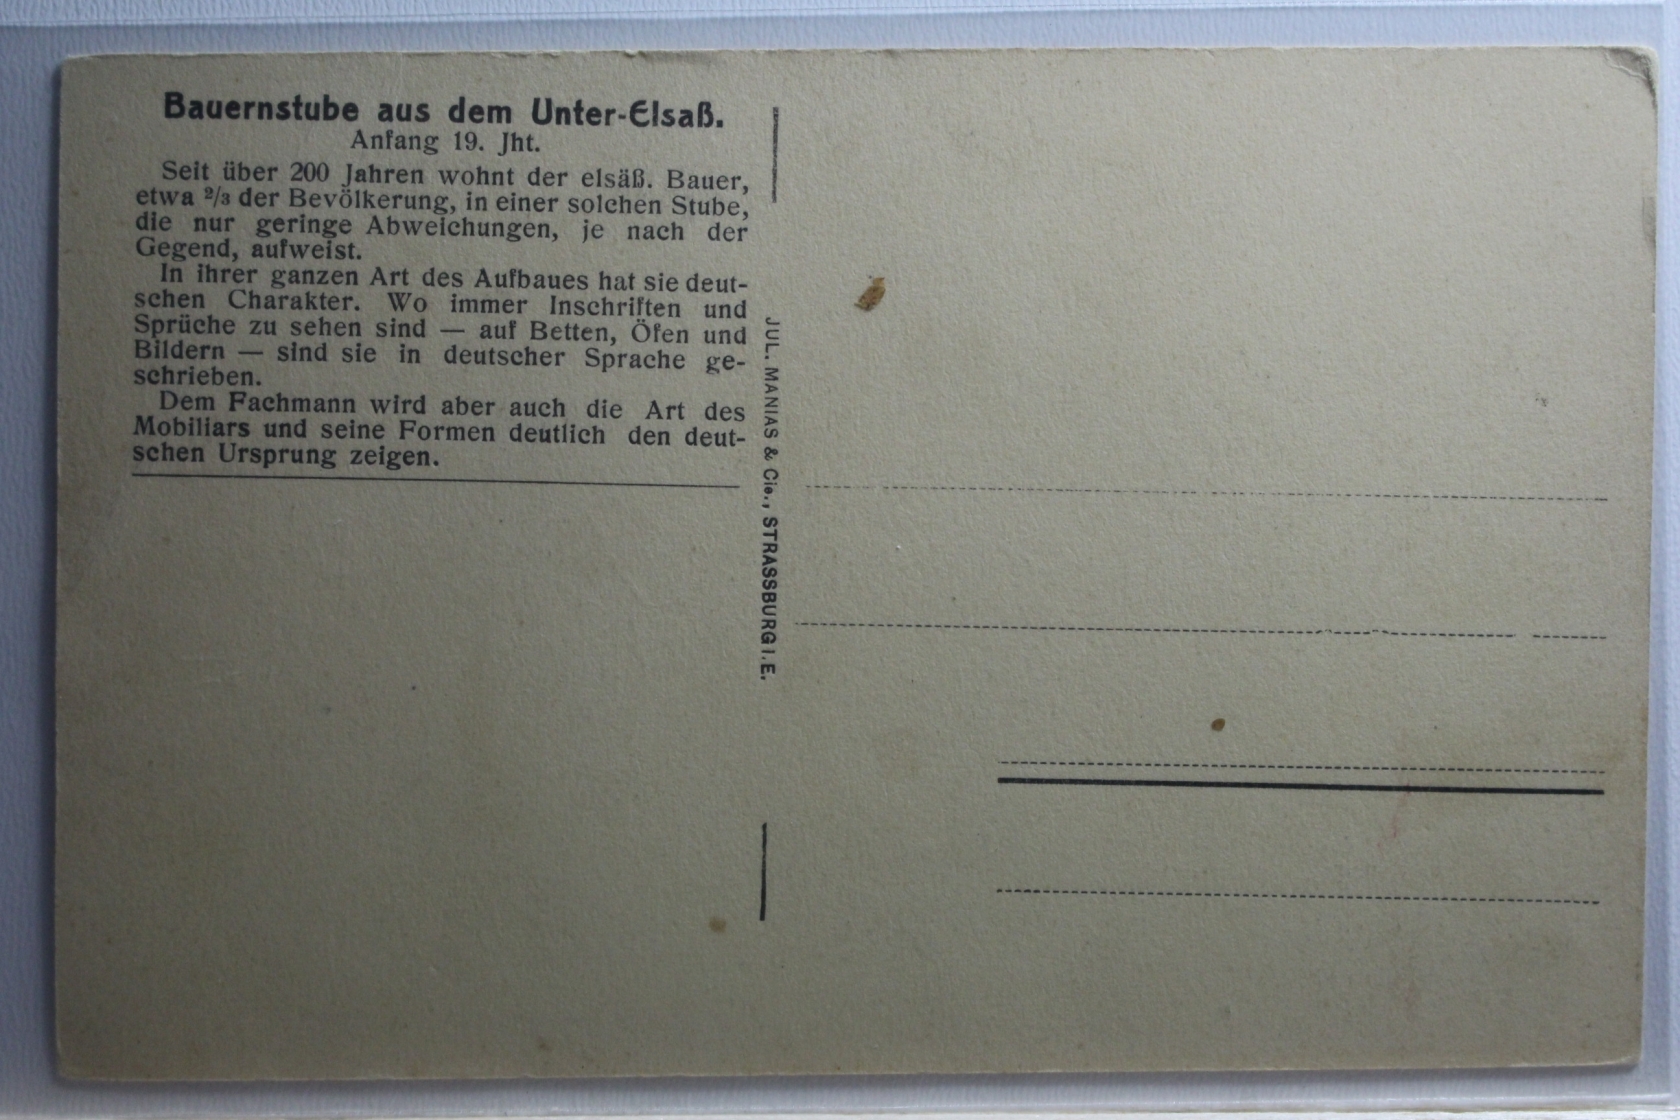 Bauernstube aus dem Unter-Elsaß.
Anfang 19. Jht.
Seit über 200 Jahren wohnt der elsäß. Bauer,
etwa ²/₃ der Bevölkerung, in einer solchen Stube,
die nur geringe Abweichungen, je nach der
Gegend, aufweist.
In ihrer ganzen Art des Aufbaues hat sie deut-
schen Charakter. Wo immer Inschriften und
Sprüche zu sehen sind — auf Betten, Öfen und
Bildern — sind sie in deutscher Sprache ge-
schrieben.
Dem Fachmann wird aber auch die Art des
Mobiliars und seine Formen deutlich den deut-
schen Ursprung zeigen.
JUL. MANIAS & Cie., STRASSBURG i. E.